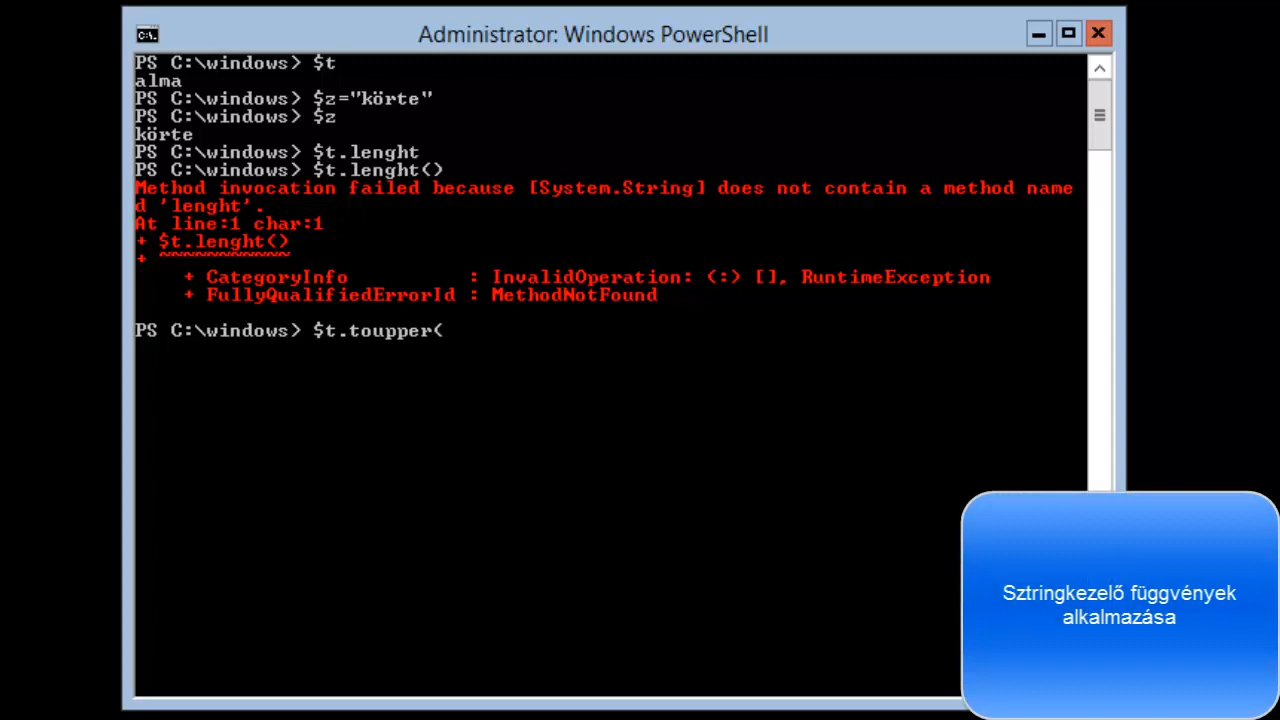 Administrator: Windows PowerShell
PS C:\windows> $t
alma
PS C:\windows> $z="körte"
PS C:\windows> $z
körte
PS C:\windows> $t.lenght
PS C:\windows> $t.lenght()
Method invocation failed because [System.String] does not contain a method name
d 'lenght'.
At line:1 char:1
+ $t.lenght()
+ ~~~~~~~~~~~
+ CategoryInfo : InvalidOperation: (:) [], RuntimeException
+ FullyQualifiedErrorId : MethodNotFound
PS C:\windows> $t.toupper(
Sztringkezelő függvények
alkalmazása